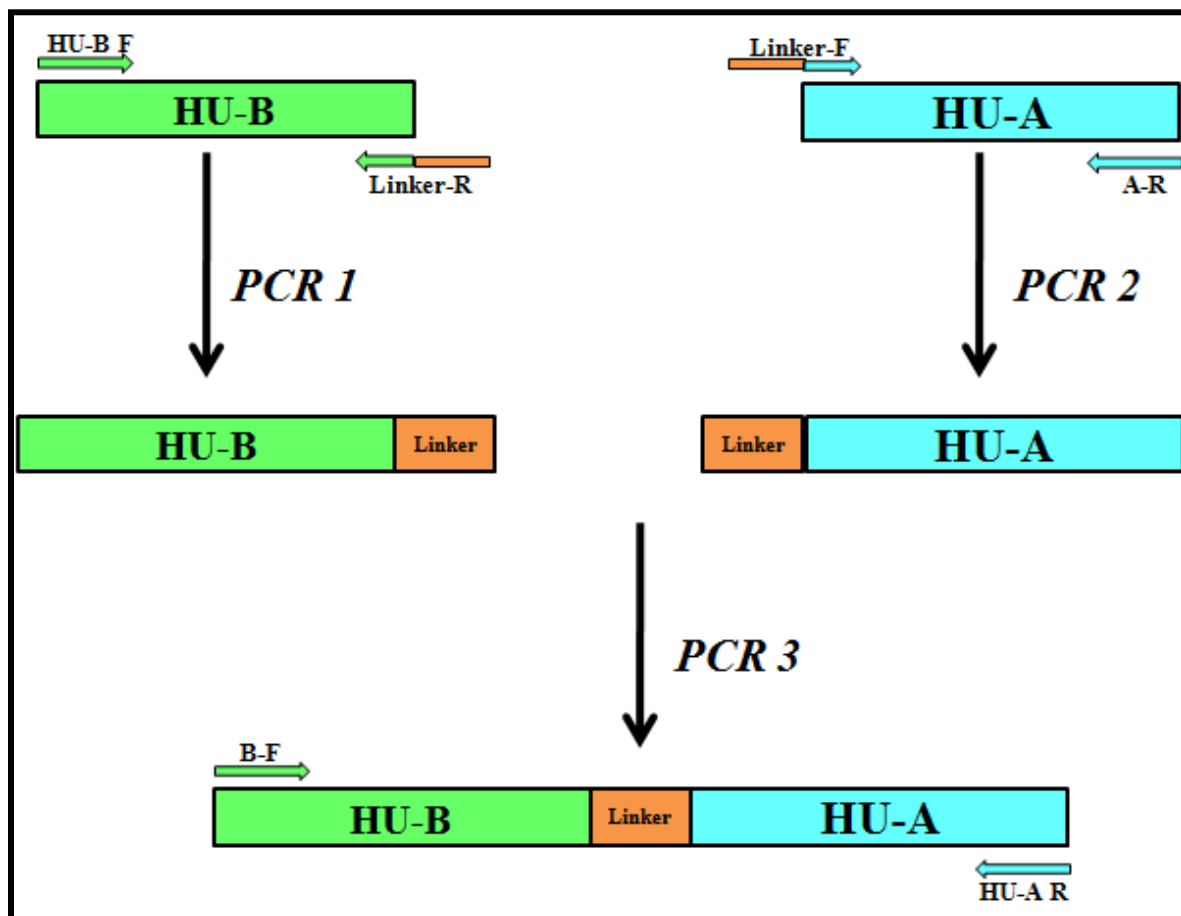 HU-B F
Linker-F
HU-B
HU-A
Linker-R
A-R
PCR 1
PCR 2
HU-B
Linker
Linker
HU-A
PCR 3
B-F
HU-B
Linker
HU-A
HU-A R